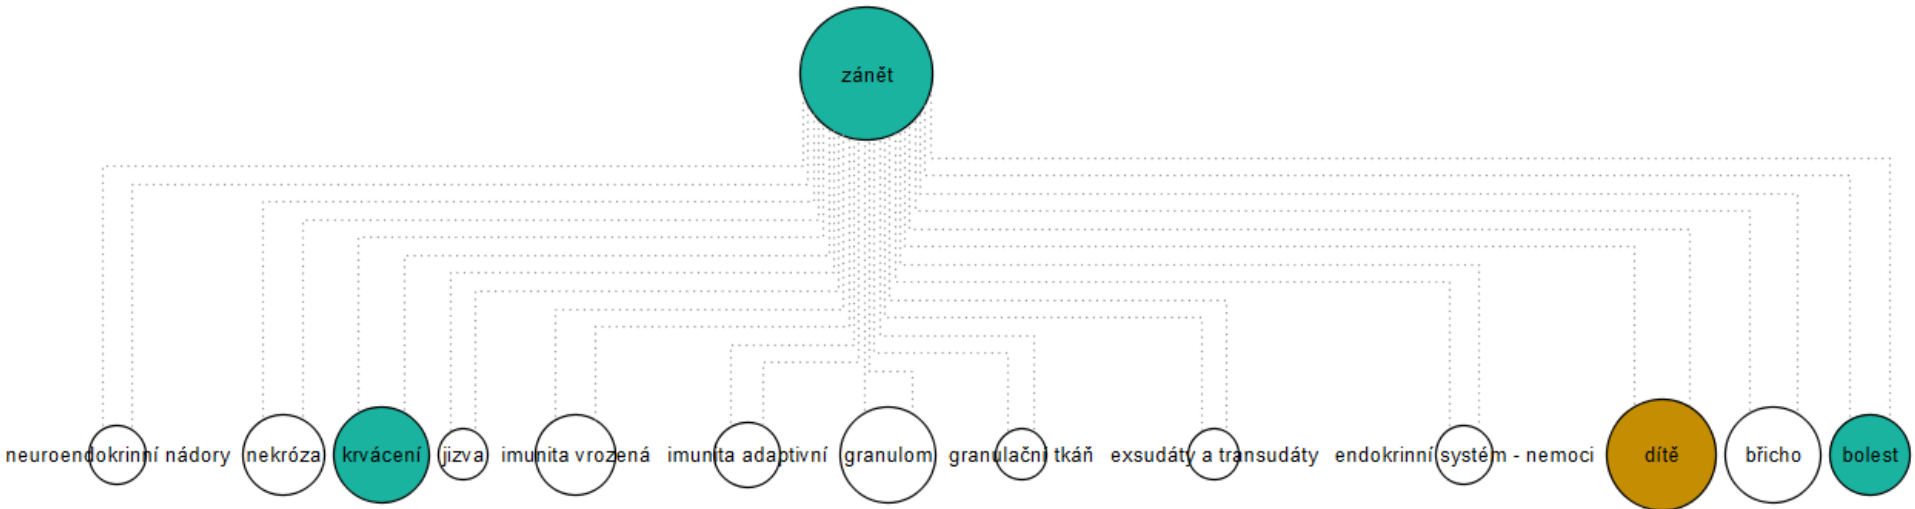 zánět
neuroendokrinní nádory
nekróza
krvácení
jizva
imunita vrozená
imunita adaptivní
granulom
granulační tkáň
exsudáty a transudáty
endokrinní systém - nemoci
dítě
břicho
bolest